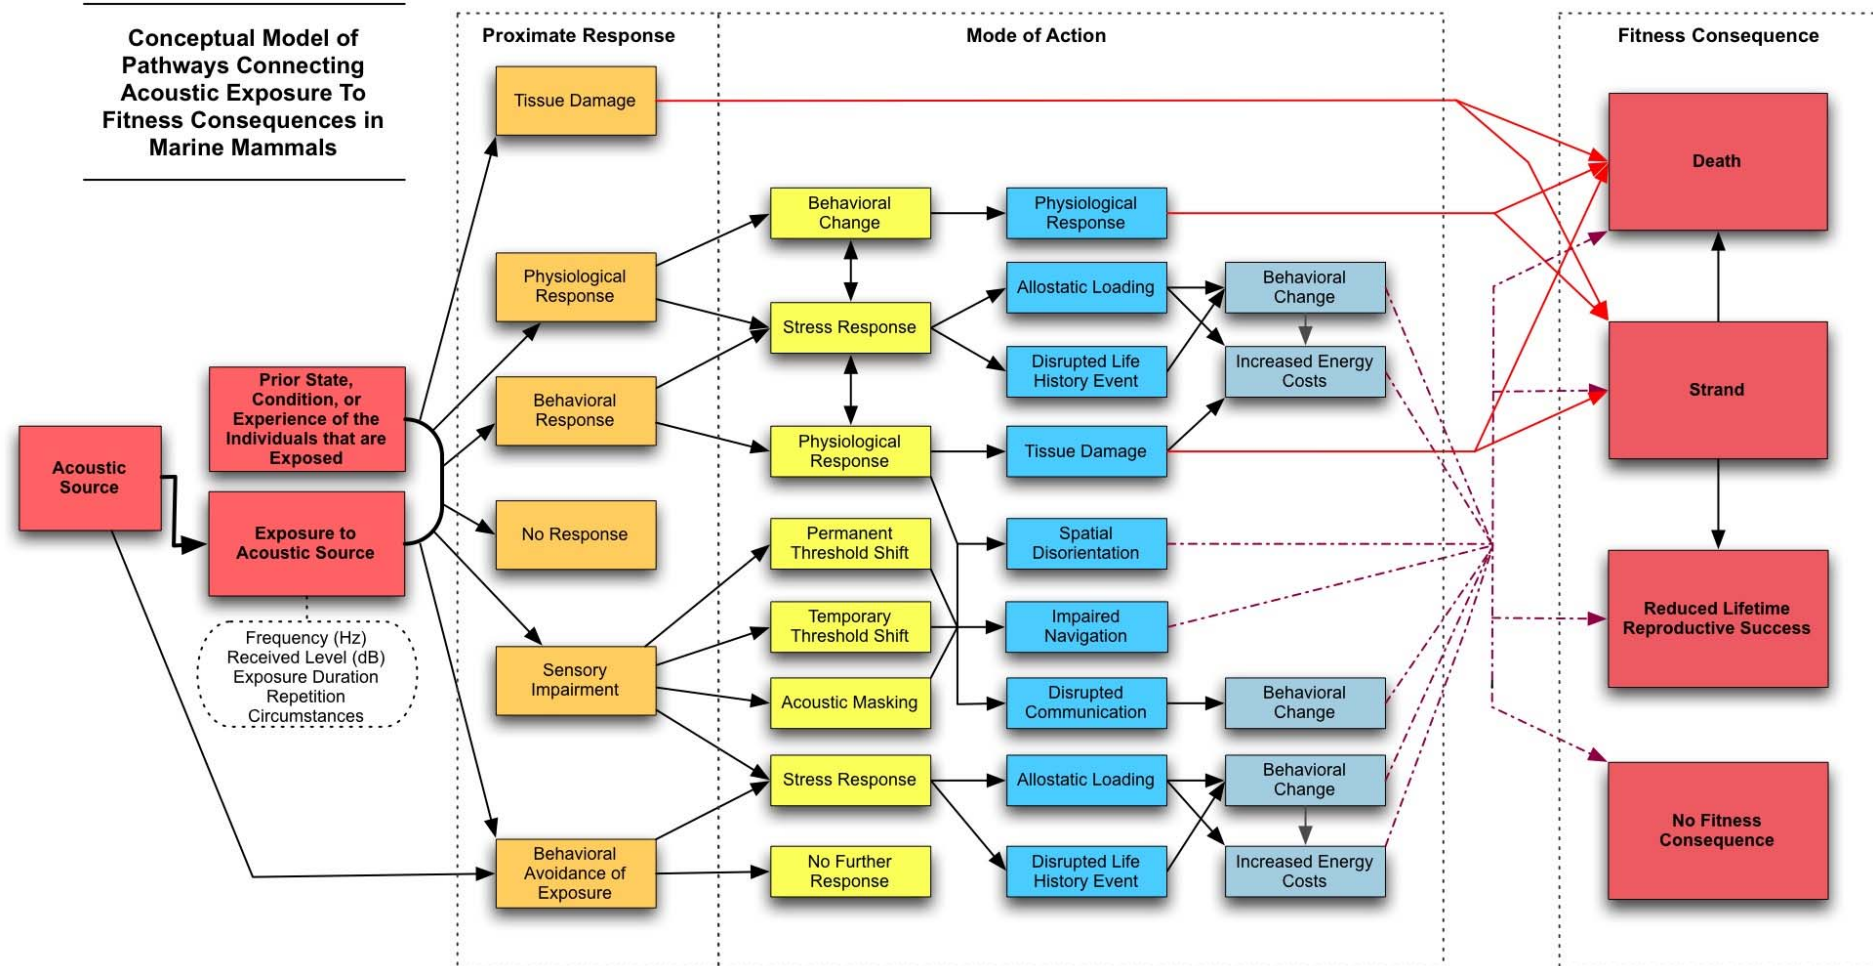 Conceptual Model of
Pathways Connecting
Acoustic Exposure To
Fitness Consequences in
Marine Mammals
Proximate Response
Mode of Action
Fitness Consequence
Acoustic
Source
Prior State,
Condition, or
Experience of the
Individuals that are
Exposed
Exposure to
Acoustic Source
Frequency (Hz)
Received Level (dB)
Exposure Duration
Repetition
Circumstances
Tissue Damage
Physiological
Response
Behavioral
Response
No Response
Sensory
Impairment
Behavioral
Avoidance of
Exposure
Behavioral
Change
Stress Response
Physiological
Response
Permanent
Threshold Shift
Temporary
Threshold Shift
Acoustic Masking
Stress Response
No Further
Response
Physiological
Response
Allostatic Loading
Disrupted Life
History Event
Tissue Damage
Spatial
Disorientation
Impaired
Navigation
Disrupted
Communication
Allostatic Loading
Disrupted Life
History Event
Behavioral
Change
Increased Energy
Costs
Behavioral
Change
Behavioral
Change
Increased Energy
Costs
Death
Strand
Reduced Lifetime
Reproductive Success
No Fitness
Consequence